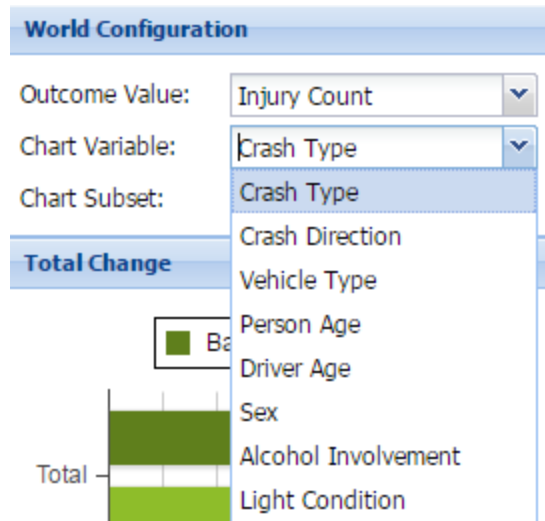 World Configuration
Outcome Value: Injury Count
Chart Variable: Crash Type
Chart Subset: Crash Type
Crash Direction
Total Change
Vehicle Type
Person Age
Driver Age
Sex
Alcohol Involvement
Total
Light Condition